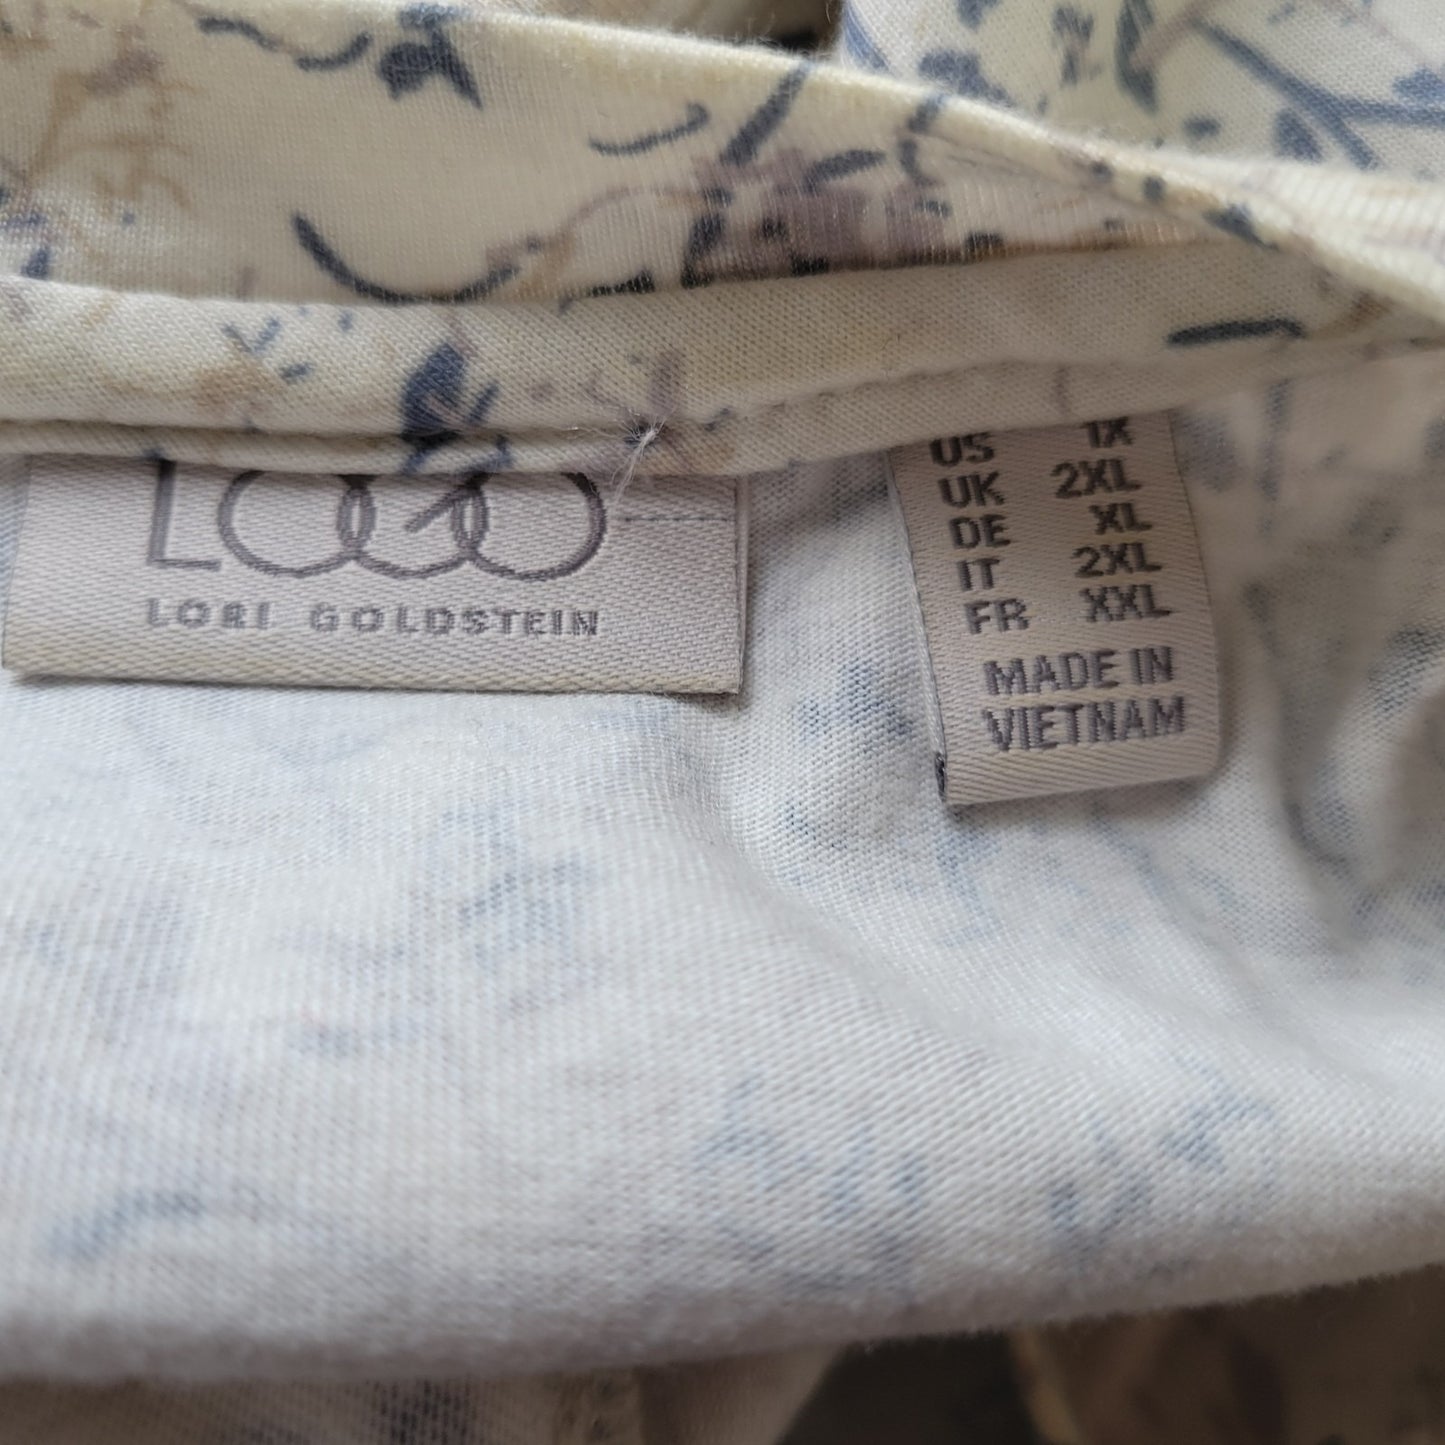 LOGO
LORI GOLDSTEIN
US 1X
UK 2XL
DE XL
IT 2XL
FR XXL
MADE IN
VIETNAM